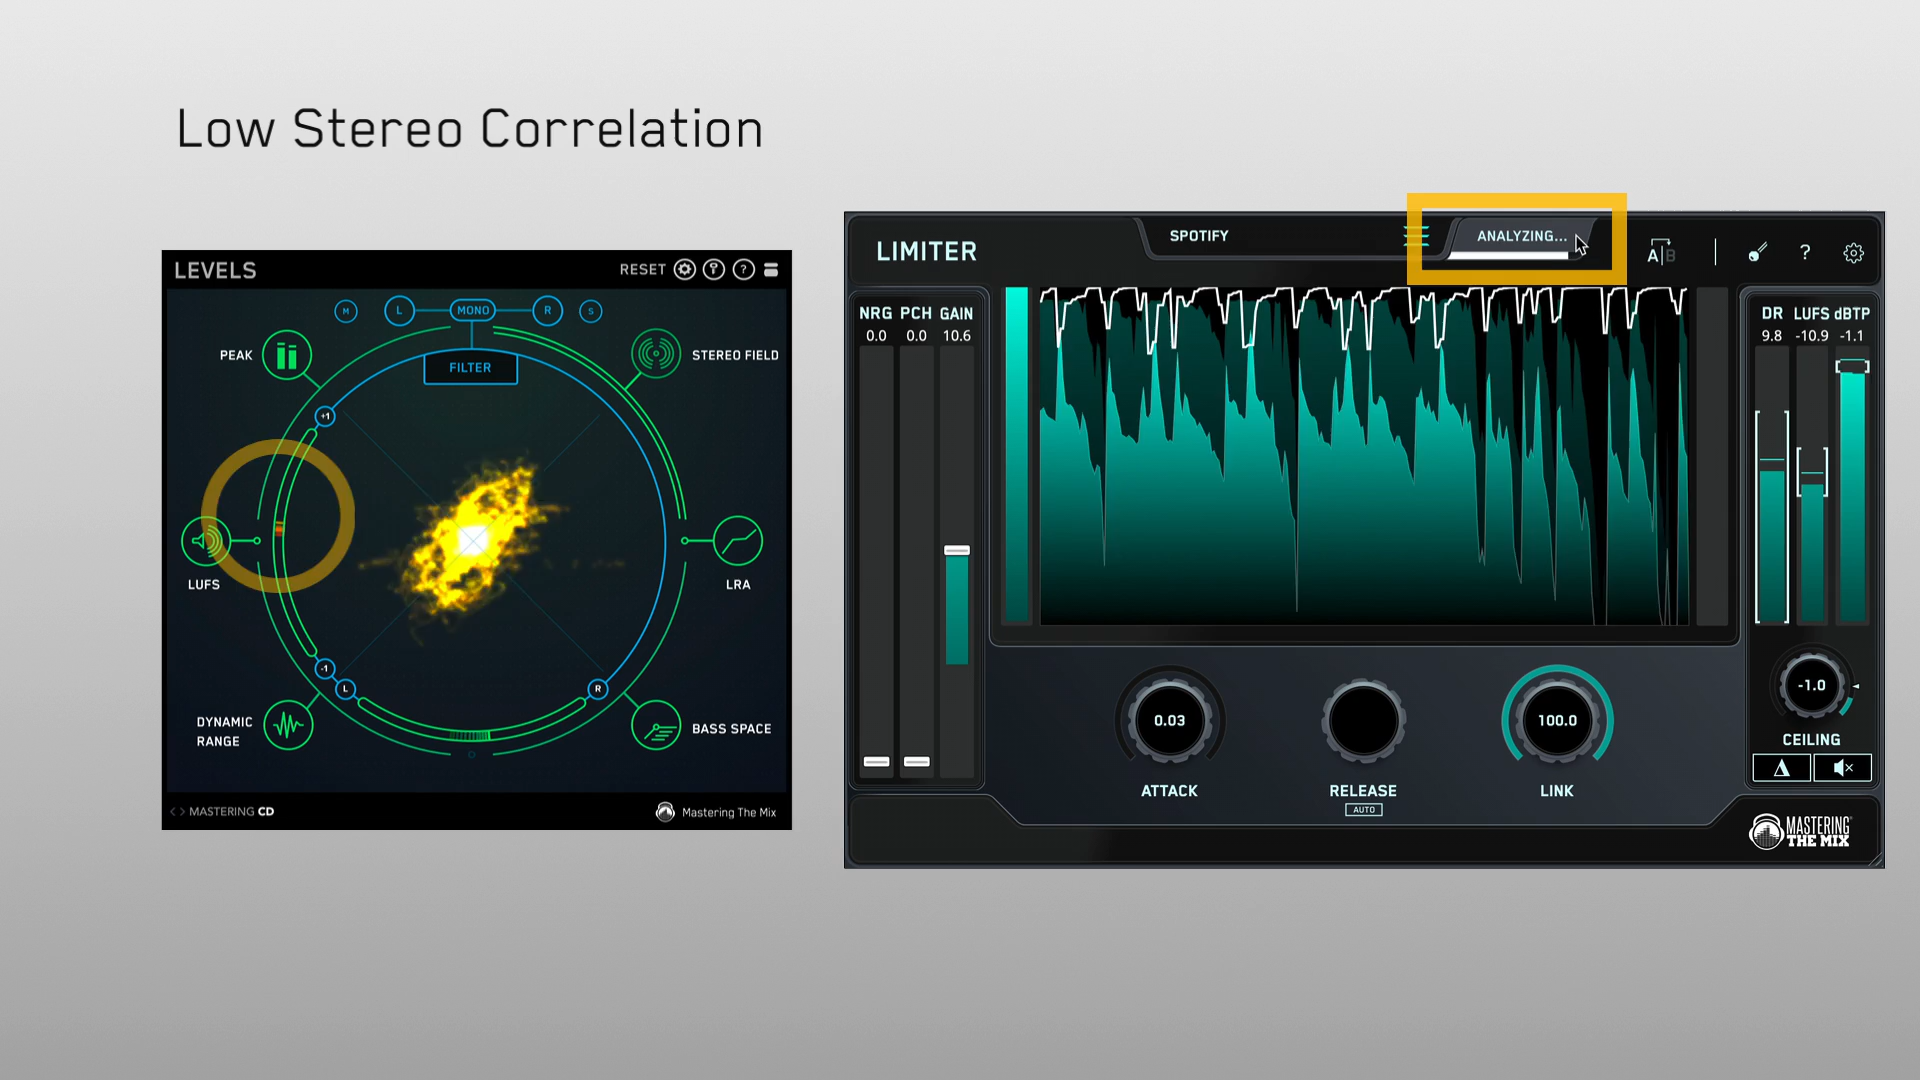 Low Stereo Correlation
LEVELS
RESET
?
M
L
MONO
R
S
PEAK
FILTER
STEREO FIELD
+1
LUFS
LRA
-1
L
R
DYNAMIC
RANGE
BASS SPACE
<> MASTERING CD
Mastering The Mix
LIMITER
SPOTIFY
ANALYZING...
A|B
?
NRG PCH GAIN
0.0 0.0 10.6
DR LUFS dBTP
9.8 -10.9 -1.1
0.03
100.0
-1.0
ATTACK
RELEASE
AUTO
LINK
CEILING
MASTERING
THE MIX